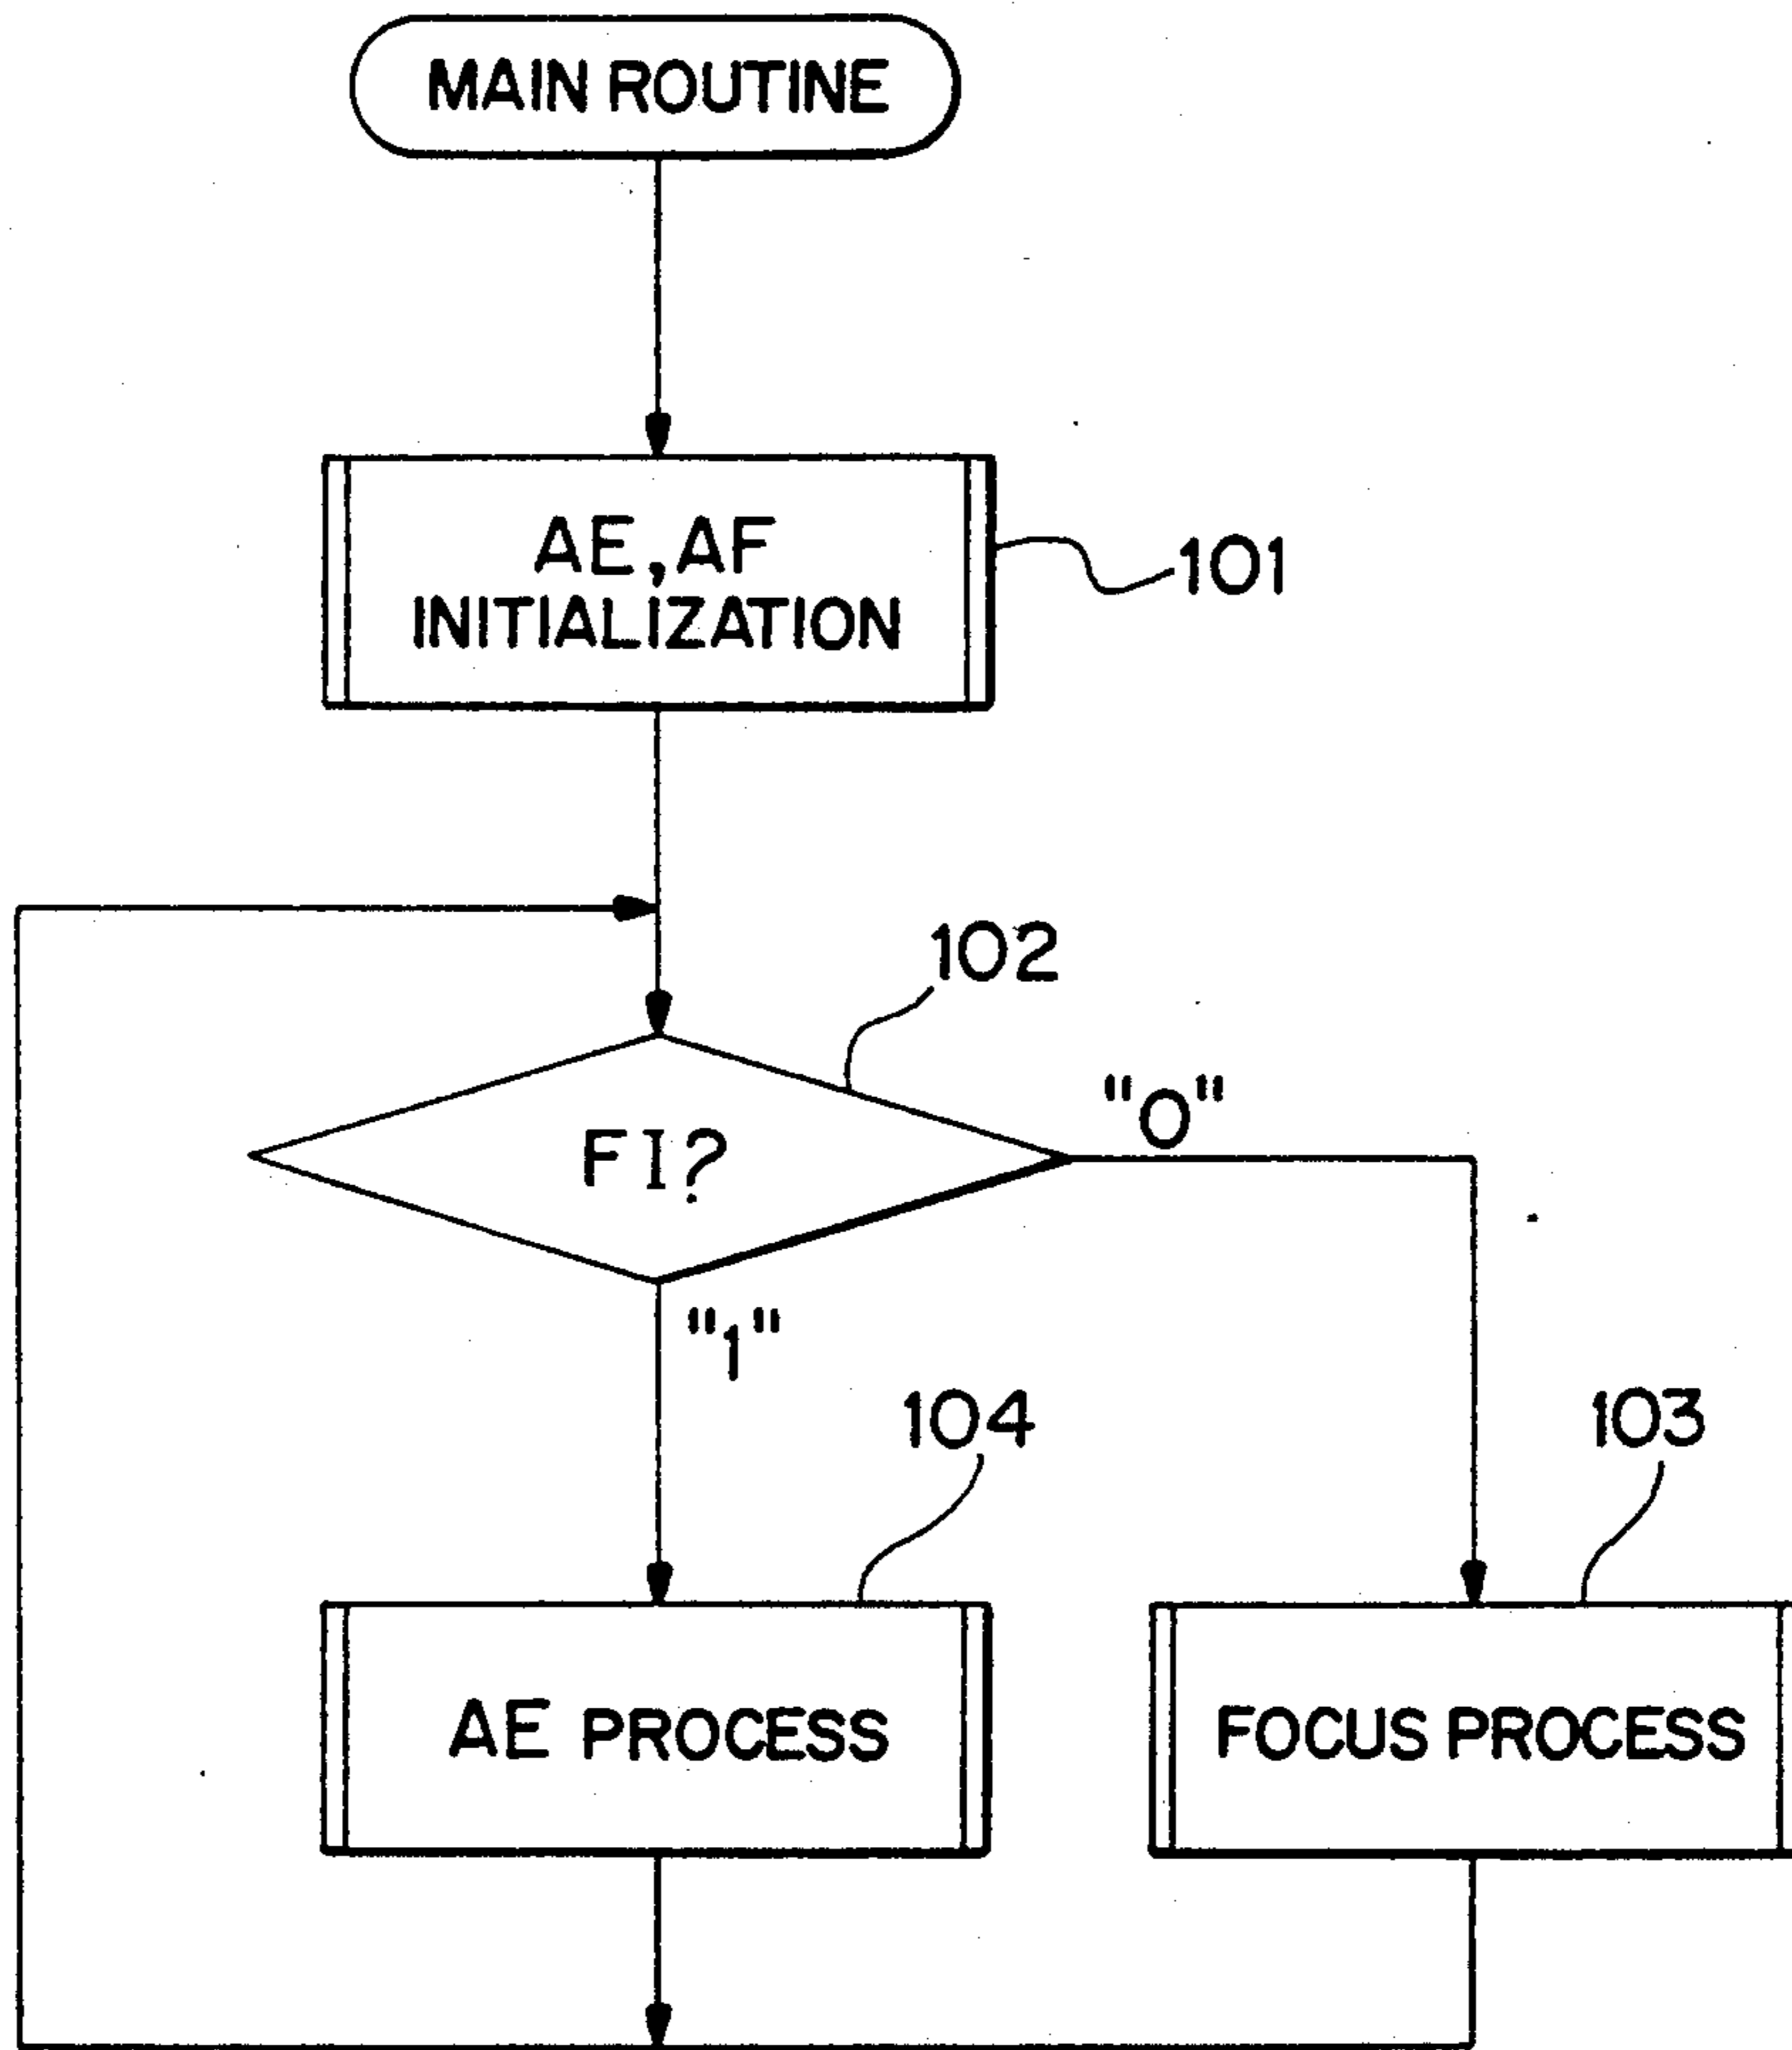 MAIN ROUTINE
AE, AF
INITIALIZATION
101
102
"0"
FI?
"1"
104
103
AE PROCESS
FOCUS PROCESS